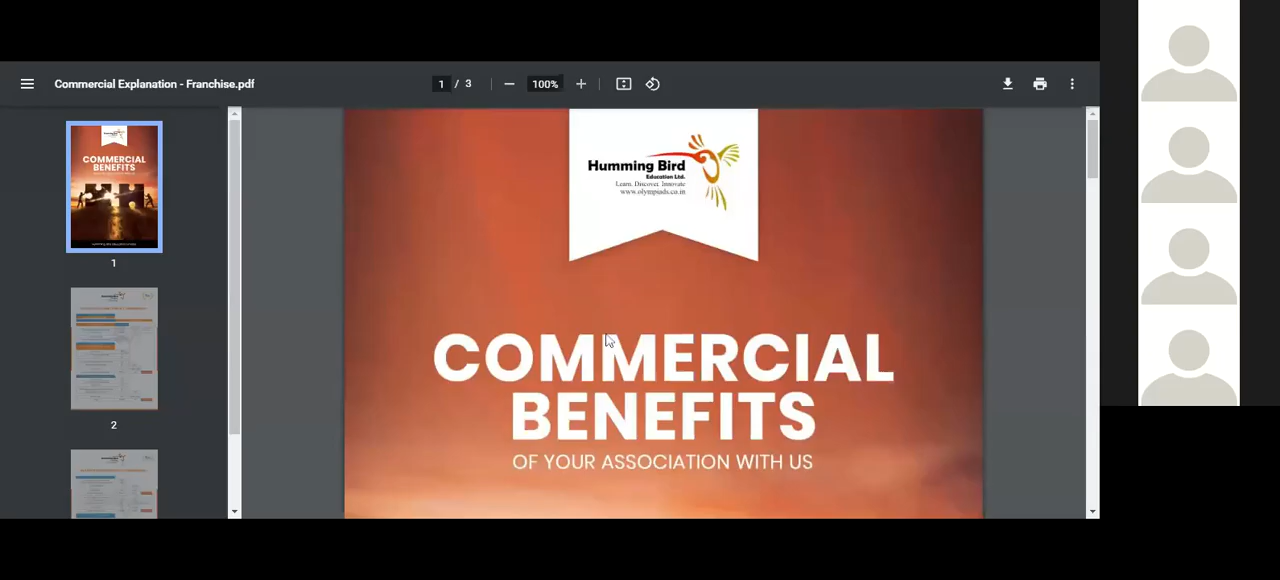 Commercial Explanation - Franchise.pdf
1 / 3
100%
Humming Bird
Education Ltd.
Learn, Discover, Innovate
www.olympiads.co.in
COMMERCIAL
BENEFITS
OF YOUR ASSOCIATION WITH US
COMMERCIAL
BENEFITS
1
2